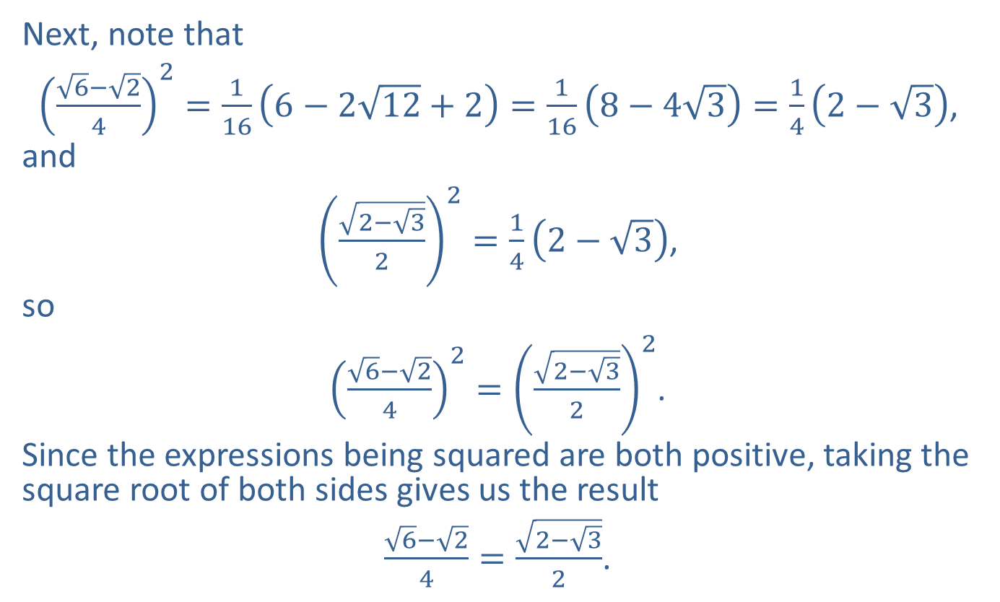 Next, note that
$\left(\frac{\sqrt{6}-\sqrt{2}}{4}\right)^2 = \frac{1}{16}\left(6 - 2\sqrt{12} + 2\right) = \frac{1}{16}\left(8 - 4\sqrt{3}\right) = \frac{1}{4}\left(2 - \sqrt{3}\right),$
and
$\left(\frac{\sqrt{2-\sqrt{3}}}{2}\right)^2 = \frac{1}{4}\left(2 - \sqrt{3}\right),$
so
$\left(\frac{\sqrt{6}-\sqrt{2}}{4}\right)^2 = \left(\frac{\sqrt{2-\sqrt{3}}}{2}\right)^2.$
Since the expressions being squared are both positive, taking the
square root of both sides gives us the result
$\frac{\sqrt{6}-\sqrt{2}}{4} = \frac{\sqrt{2-\sqrt{3}}}{2}.$